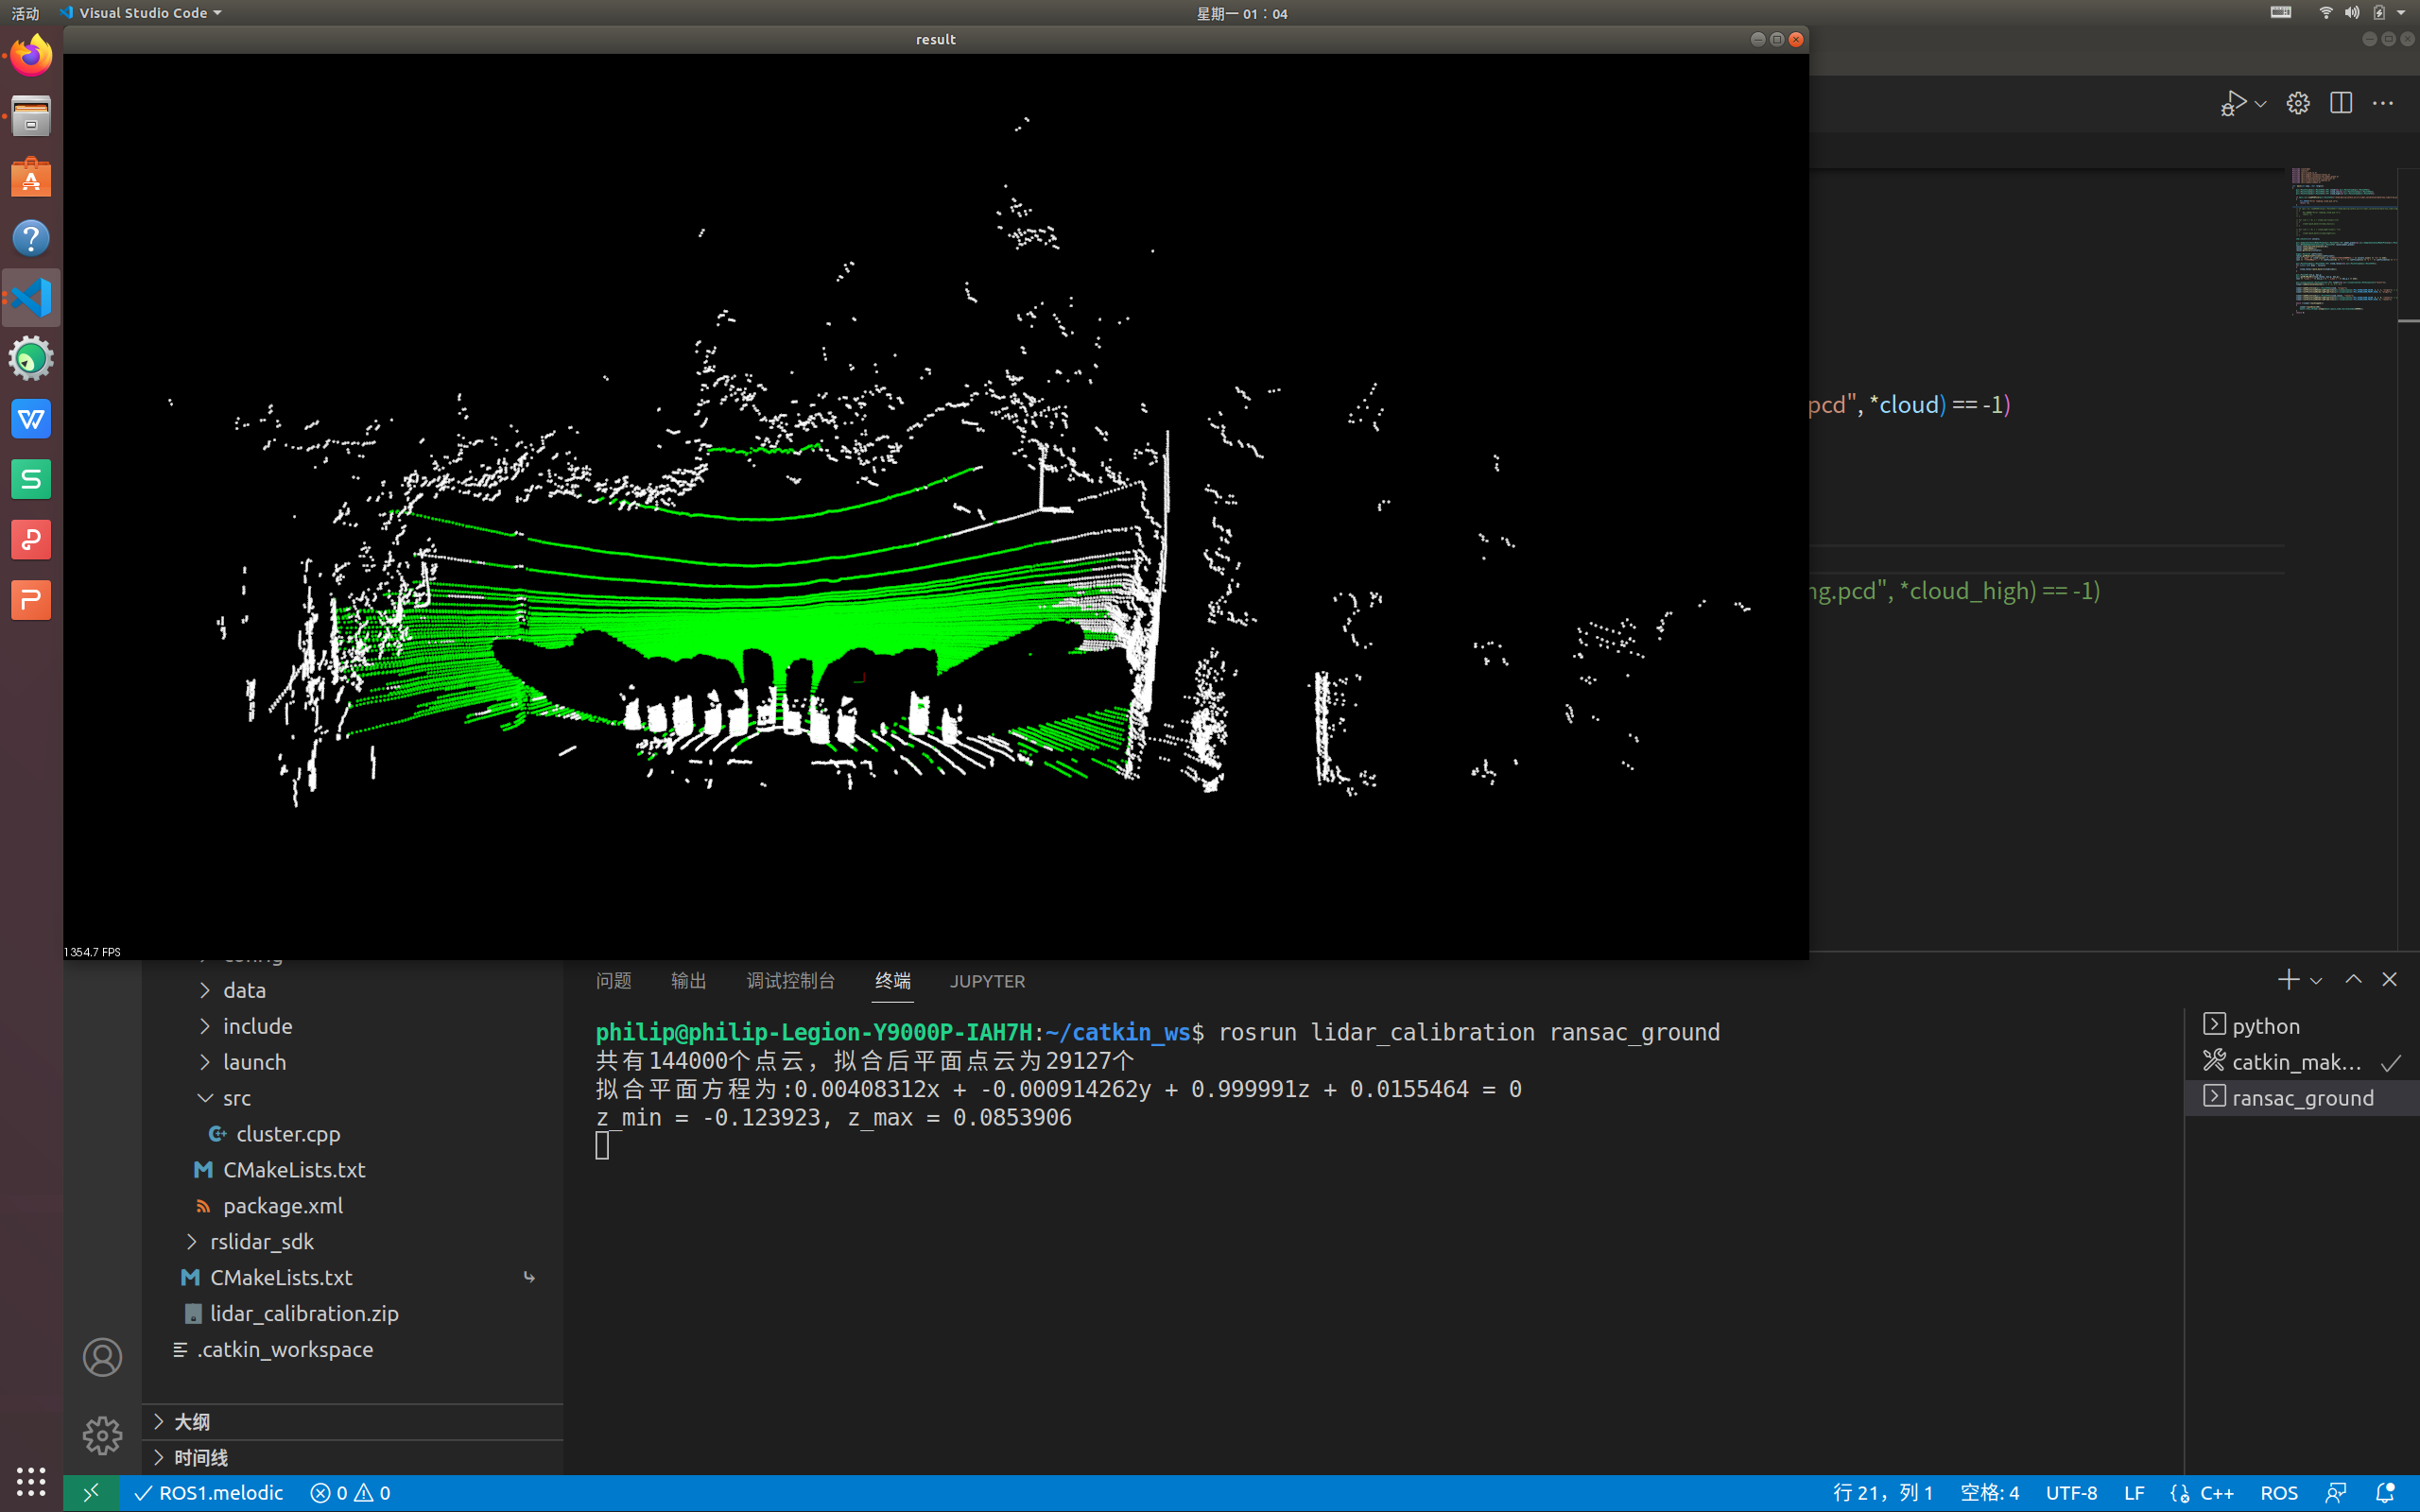 活动
Visual Studio Code
星期一 01：04
result
pcd", *cloud) == -1)
ng.pcd", *cloud_high) == -1)
1354.7 FPS
data
include
launch
src
cluster.cpp
CMakeLists.txt
package.xml
rslidar_sdk
CMakeLists.txt
lidar_calibration.zip
.catkin_workspace
大纲
时间线
问题 输出 调试控制台 终端 JUPYTER
philip@philip-Legion-Y9000P-IAH7H:~/catkin_ws$ rosrun lidar_calibration ransac_ground
共有144000个点云，拟合后平面点云为29127个
拟合平面方程为:0.00408312x + -0.000914262y + 0.999991z + 0.0155464 = 0
z_min = -0.123923, z_max = 0.0853906
python
catkin_mak...
ransac_ground
ROS1.melodic 0 0
行 21，列 1 空格: 4 UTF-8 LF C++ ROS